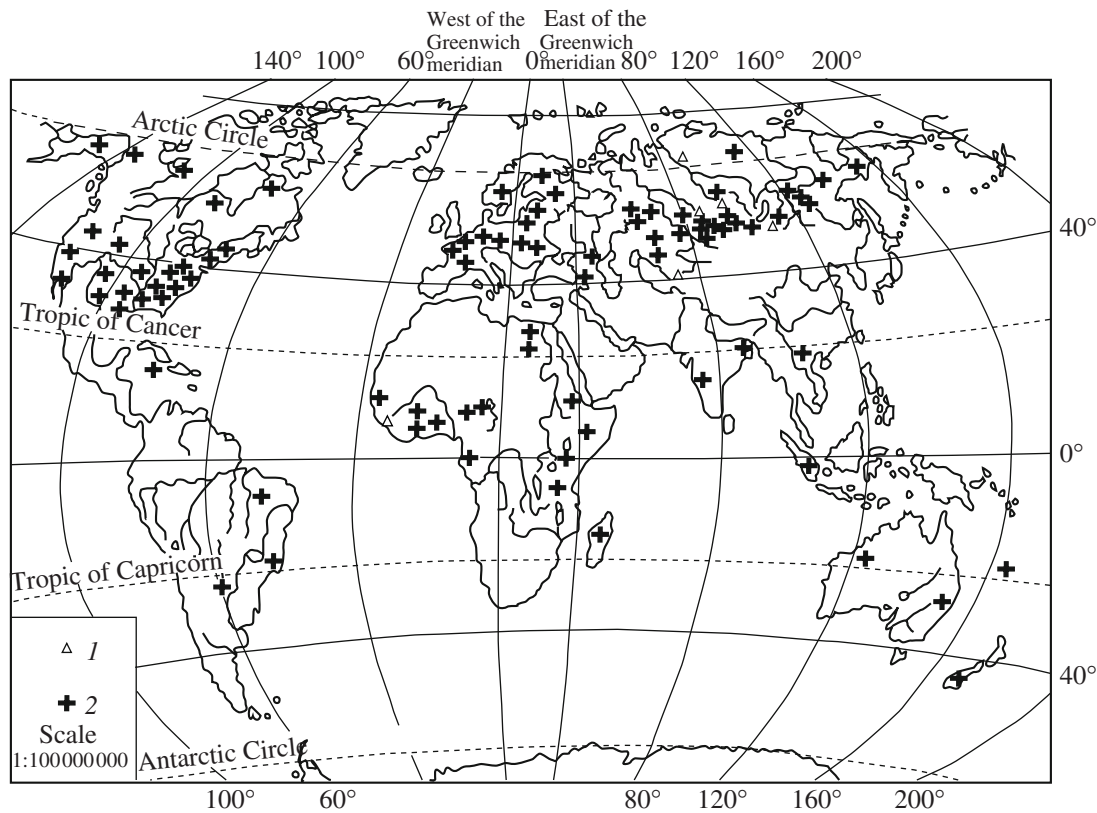 West of the Greenwich meridian
East of the Greenwich meridian
140° 100° 60° 0° 80° 120° 160° 200°
Arctic Circle
40°
Tropic of Cancer
0°
Tropic of Capricorn
1
2
Scale
1:100000000
40°
Antarctic Circle
100° 60° 80° 120° 160° 200°